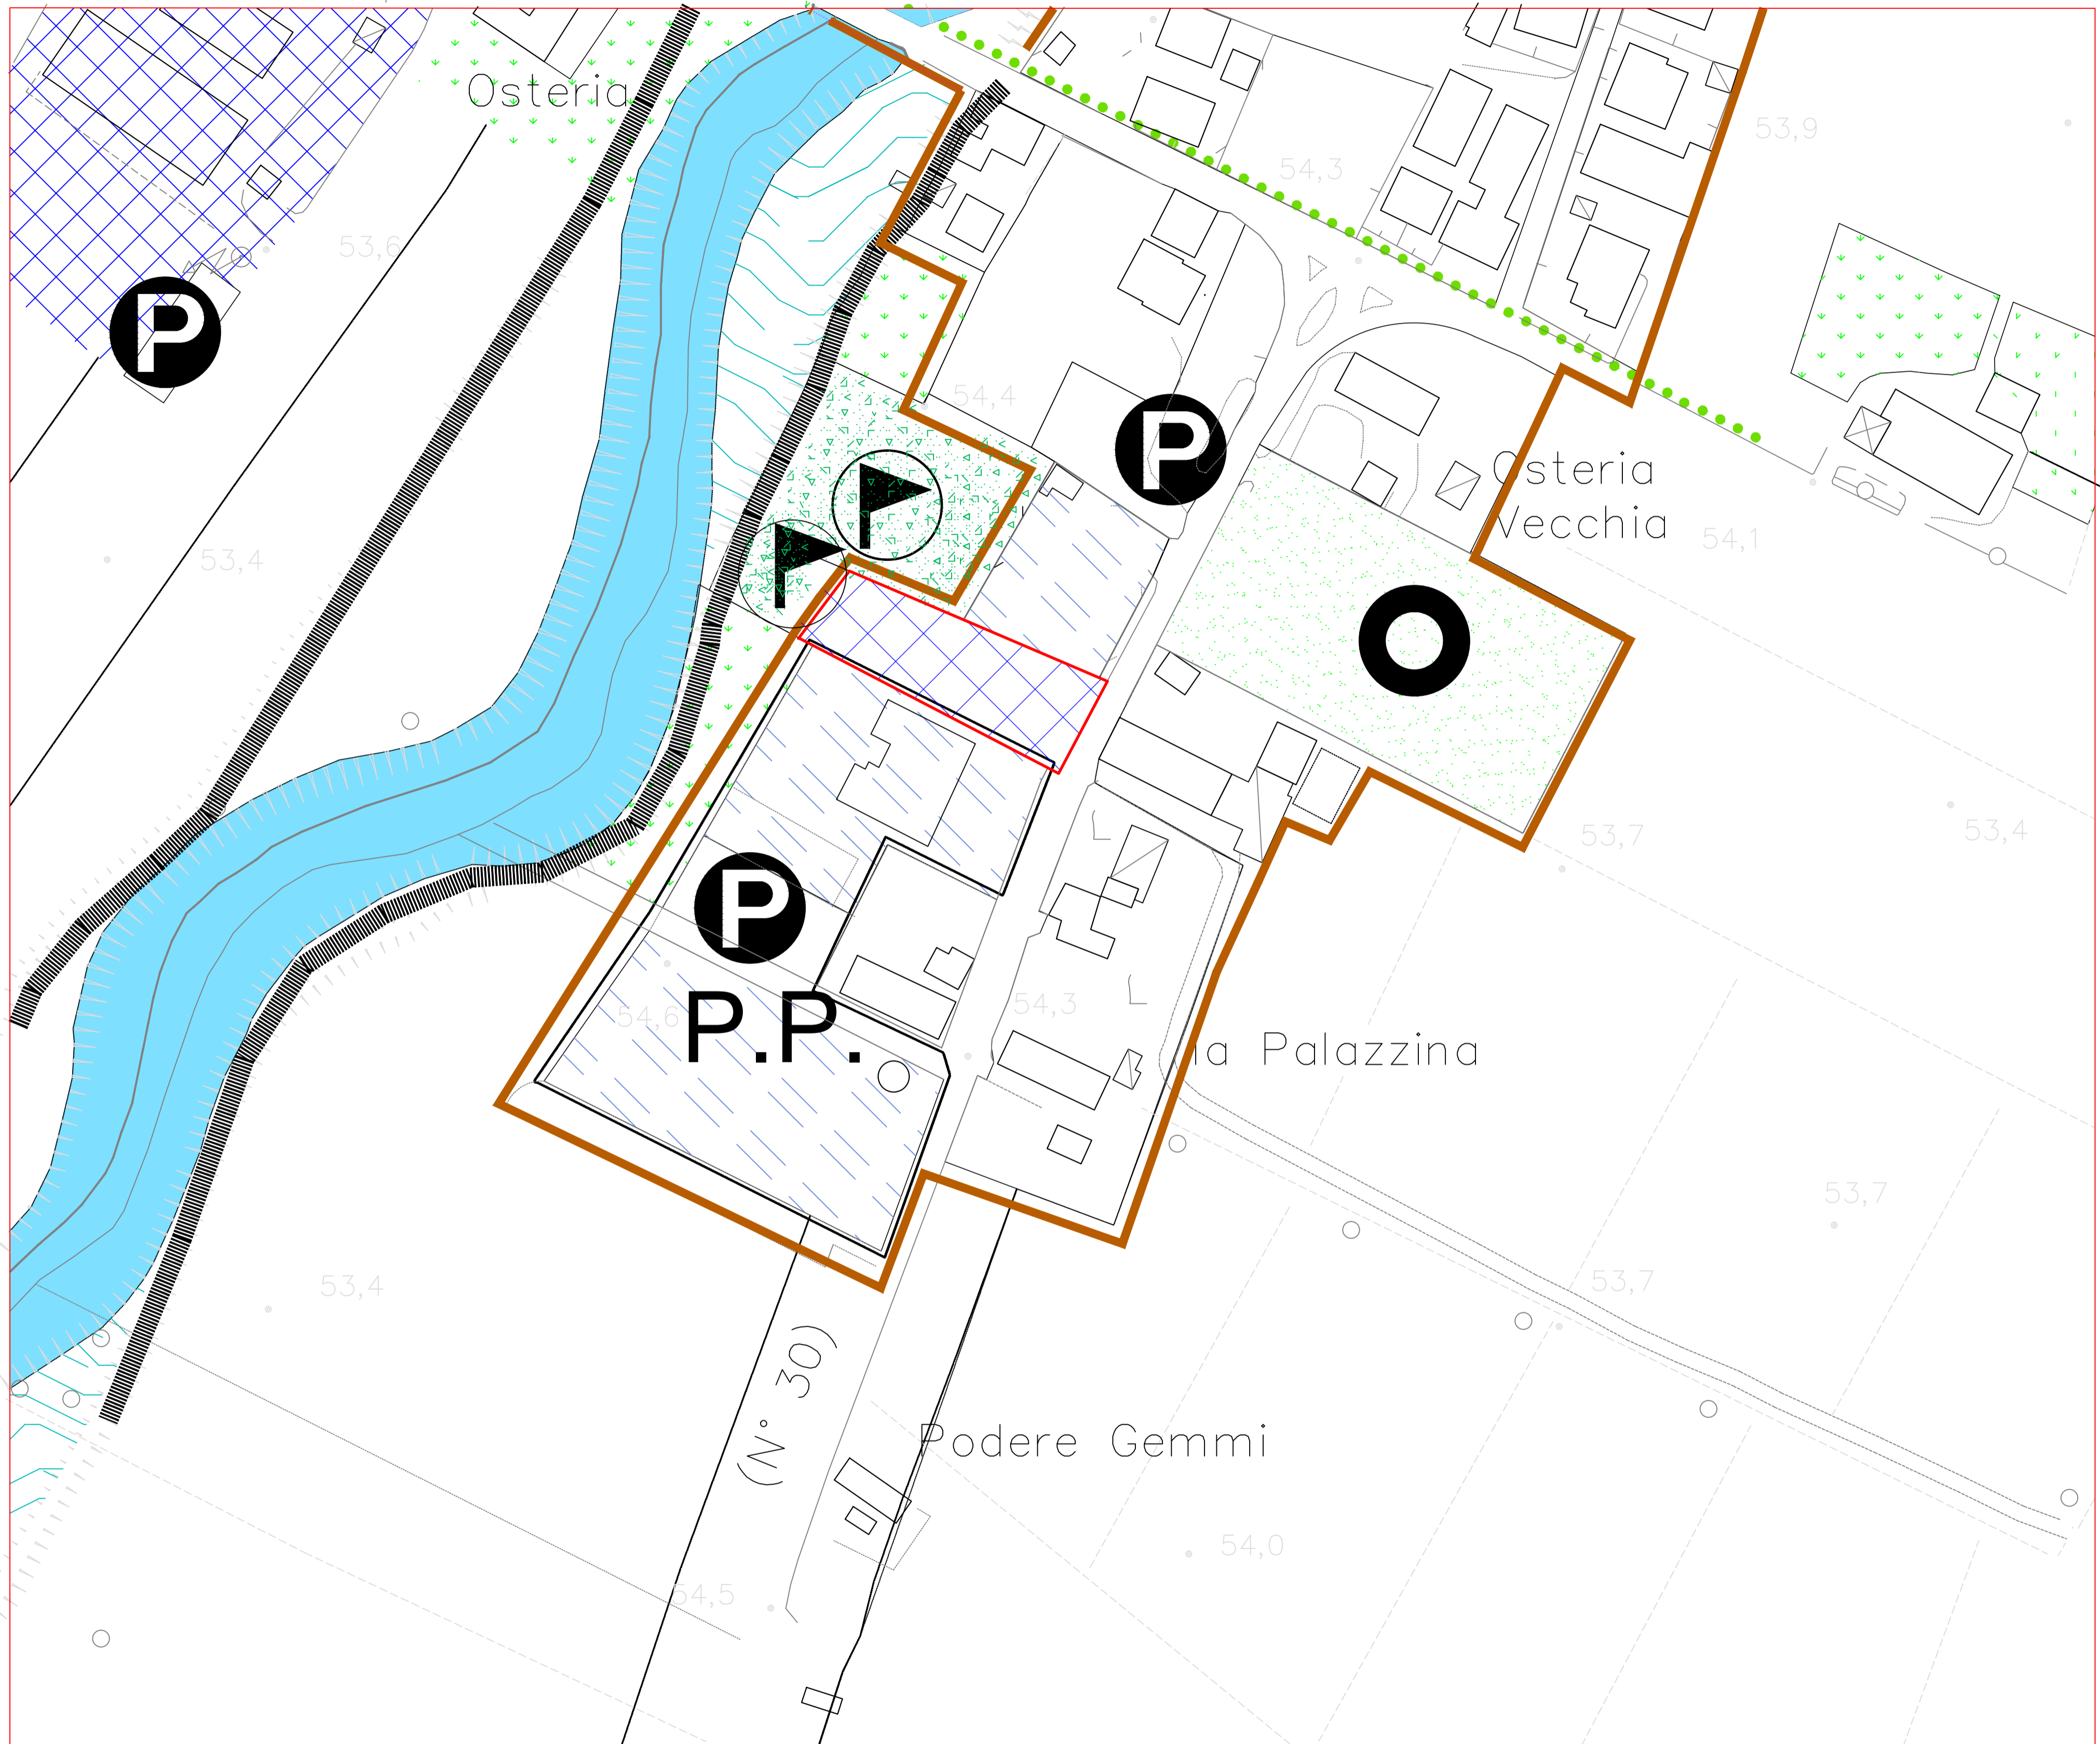 Osteria
53,9
54,3
53,6
P
54,4
P
Osteria
Vecchia
54,1
53,4
53,7
53,4
P
54,6
P.P.
54,3
la Palazzina
53,7
53,7
53,4
(N° 30)
Podere Gemmi
54,0
54,5